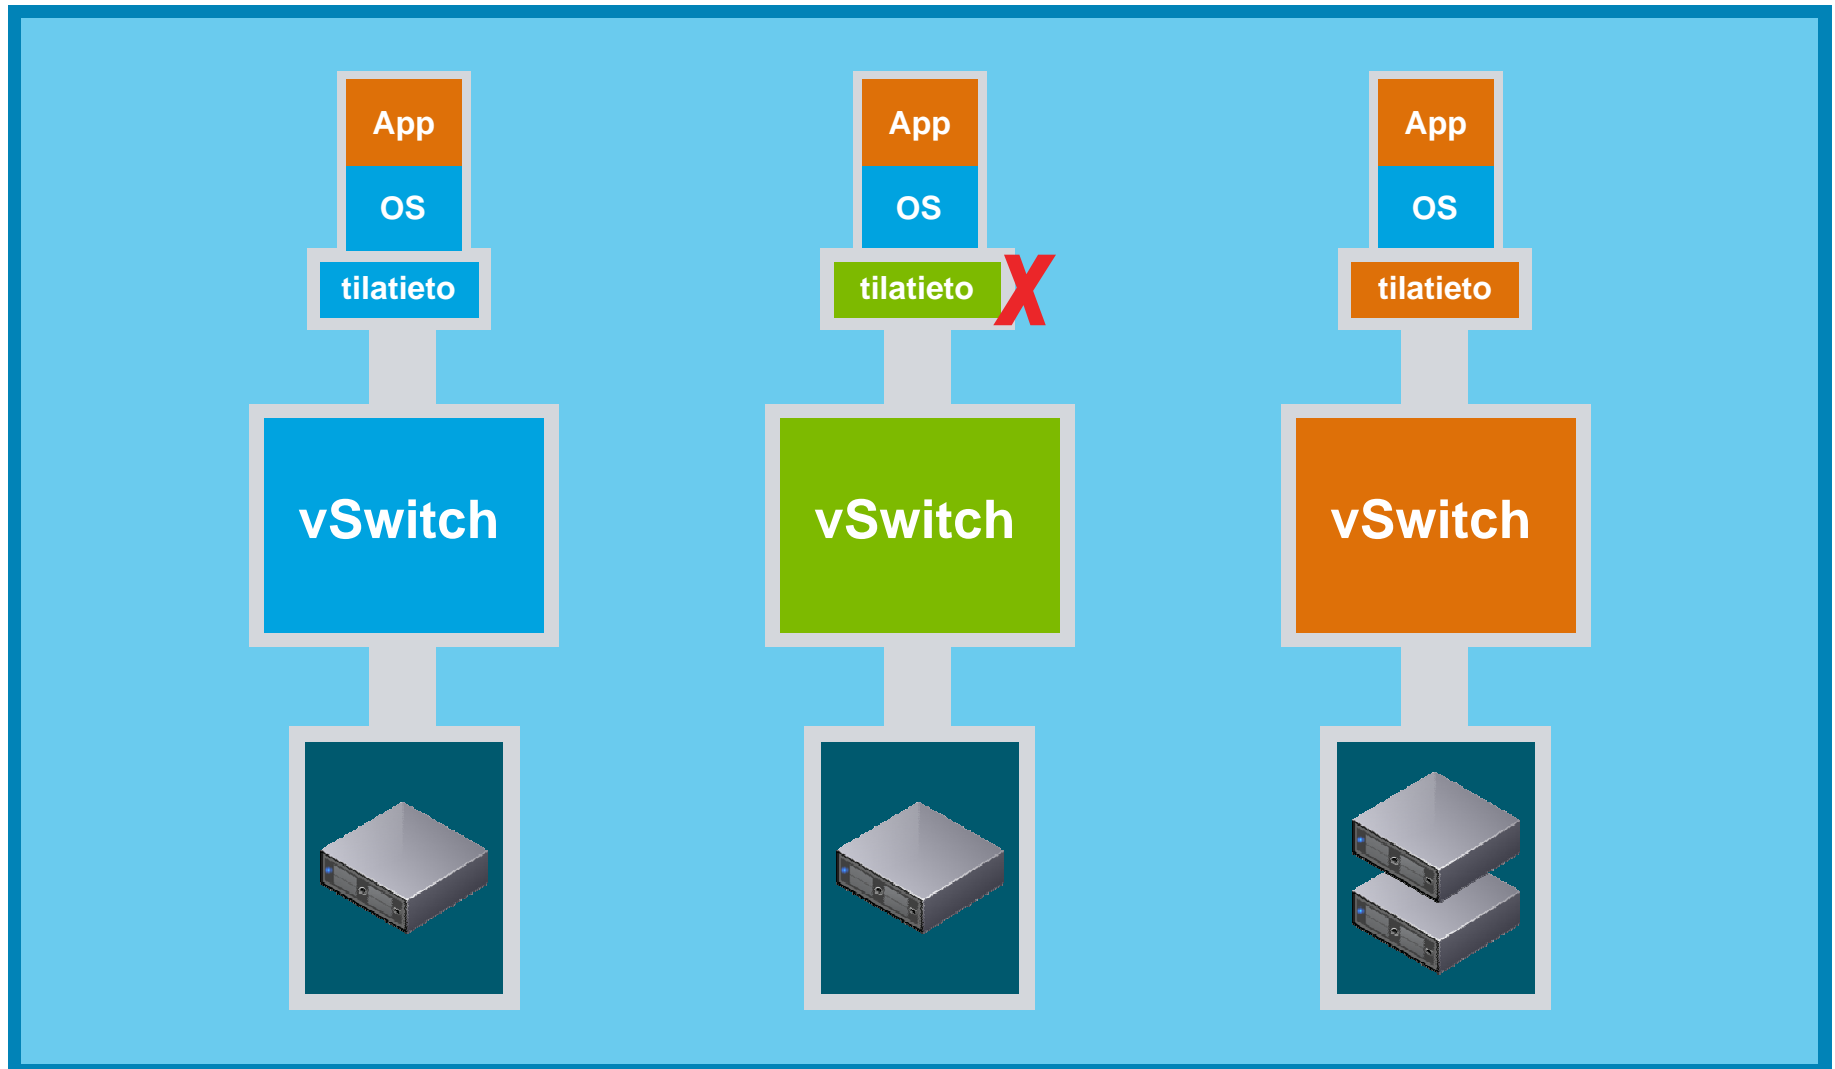 App
OS
tilatieto
vSwitch
App
OS
tilatieto
vSwitch
App
OS
tilatieto
vSwitch